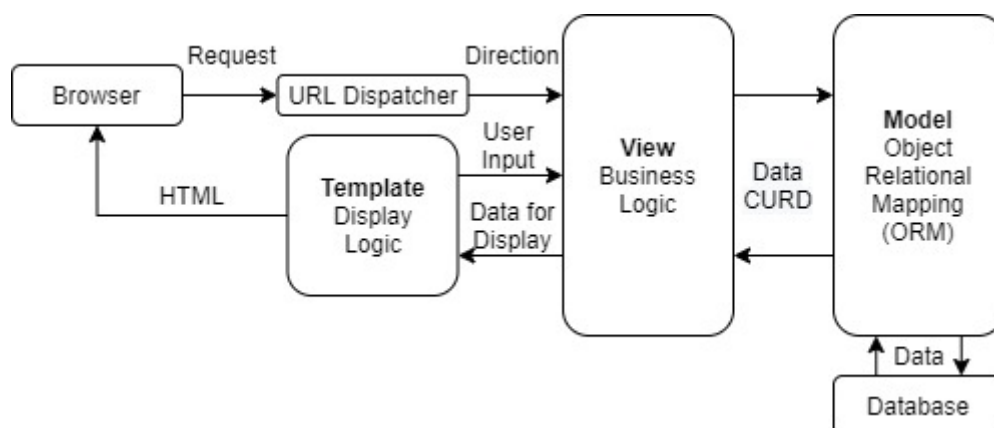 Request
Direction
Browser
URL Dispatcher
User
Input
HTML
Template
Display
Logic
Data for
Display
View
Business
Logic
Data
CURD
Model
Object
Relational
Mapping
(ORM)
Data
Database